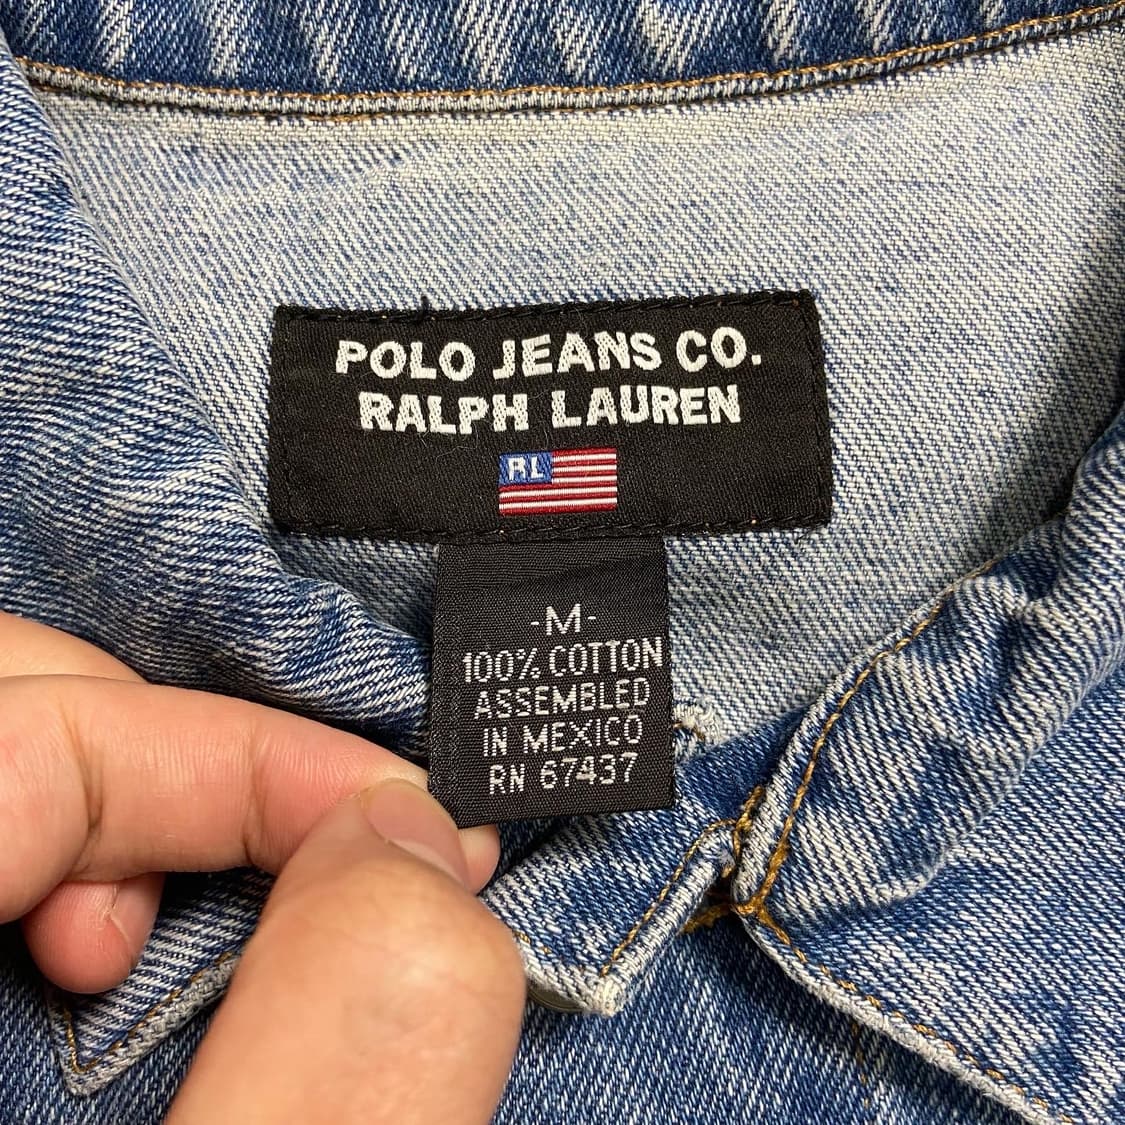 POLO JEANS CO.
RALPH LAUREN
RL
-M-
100% COTTON
ASSEMBLED
IN MEXICO
RN 67437